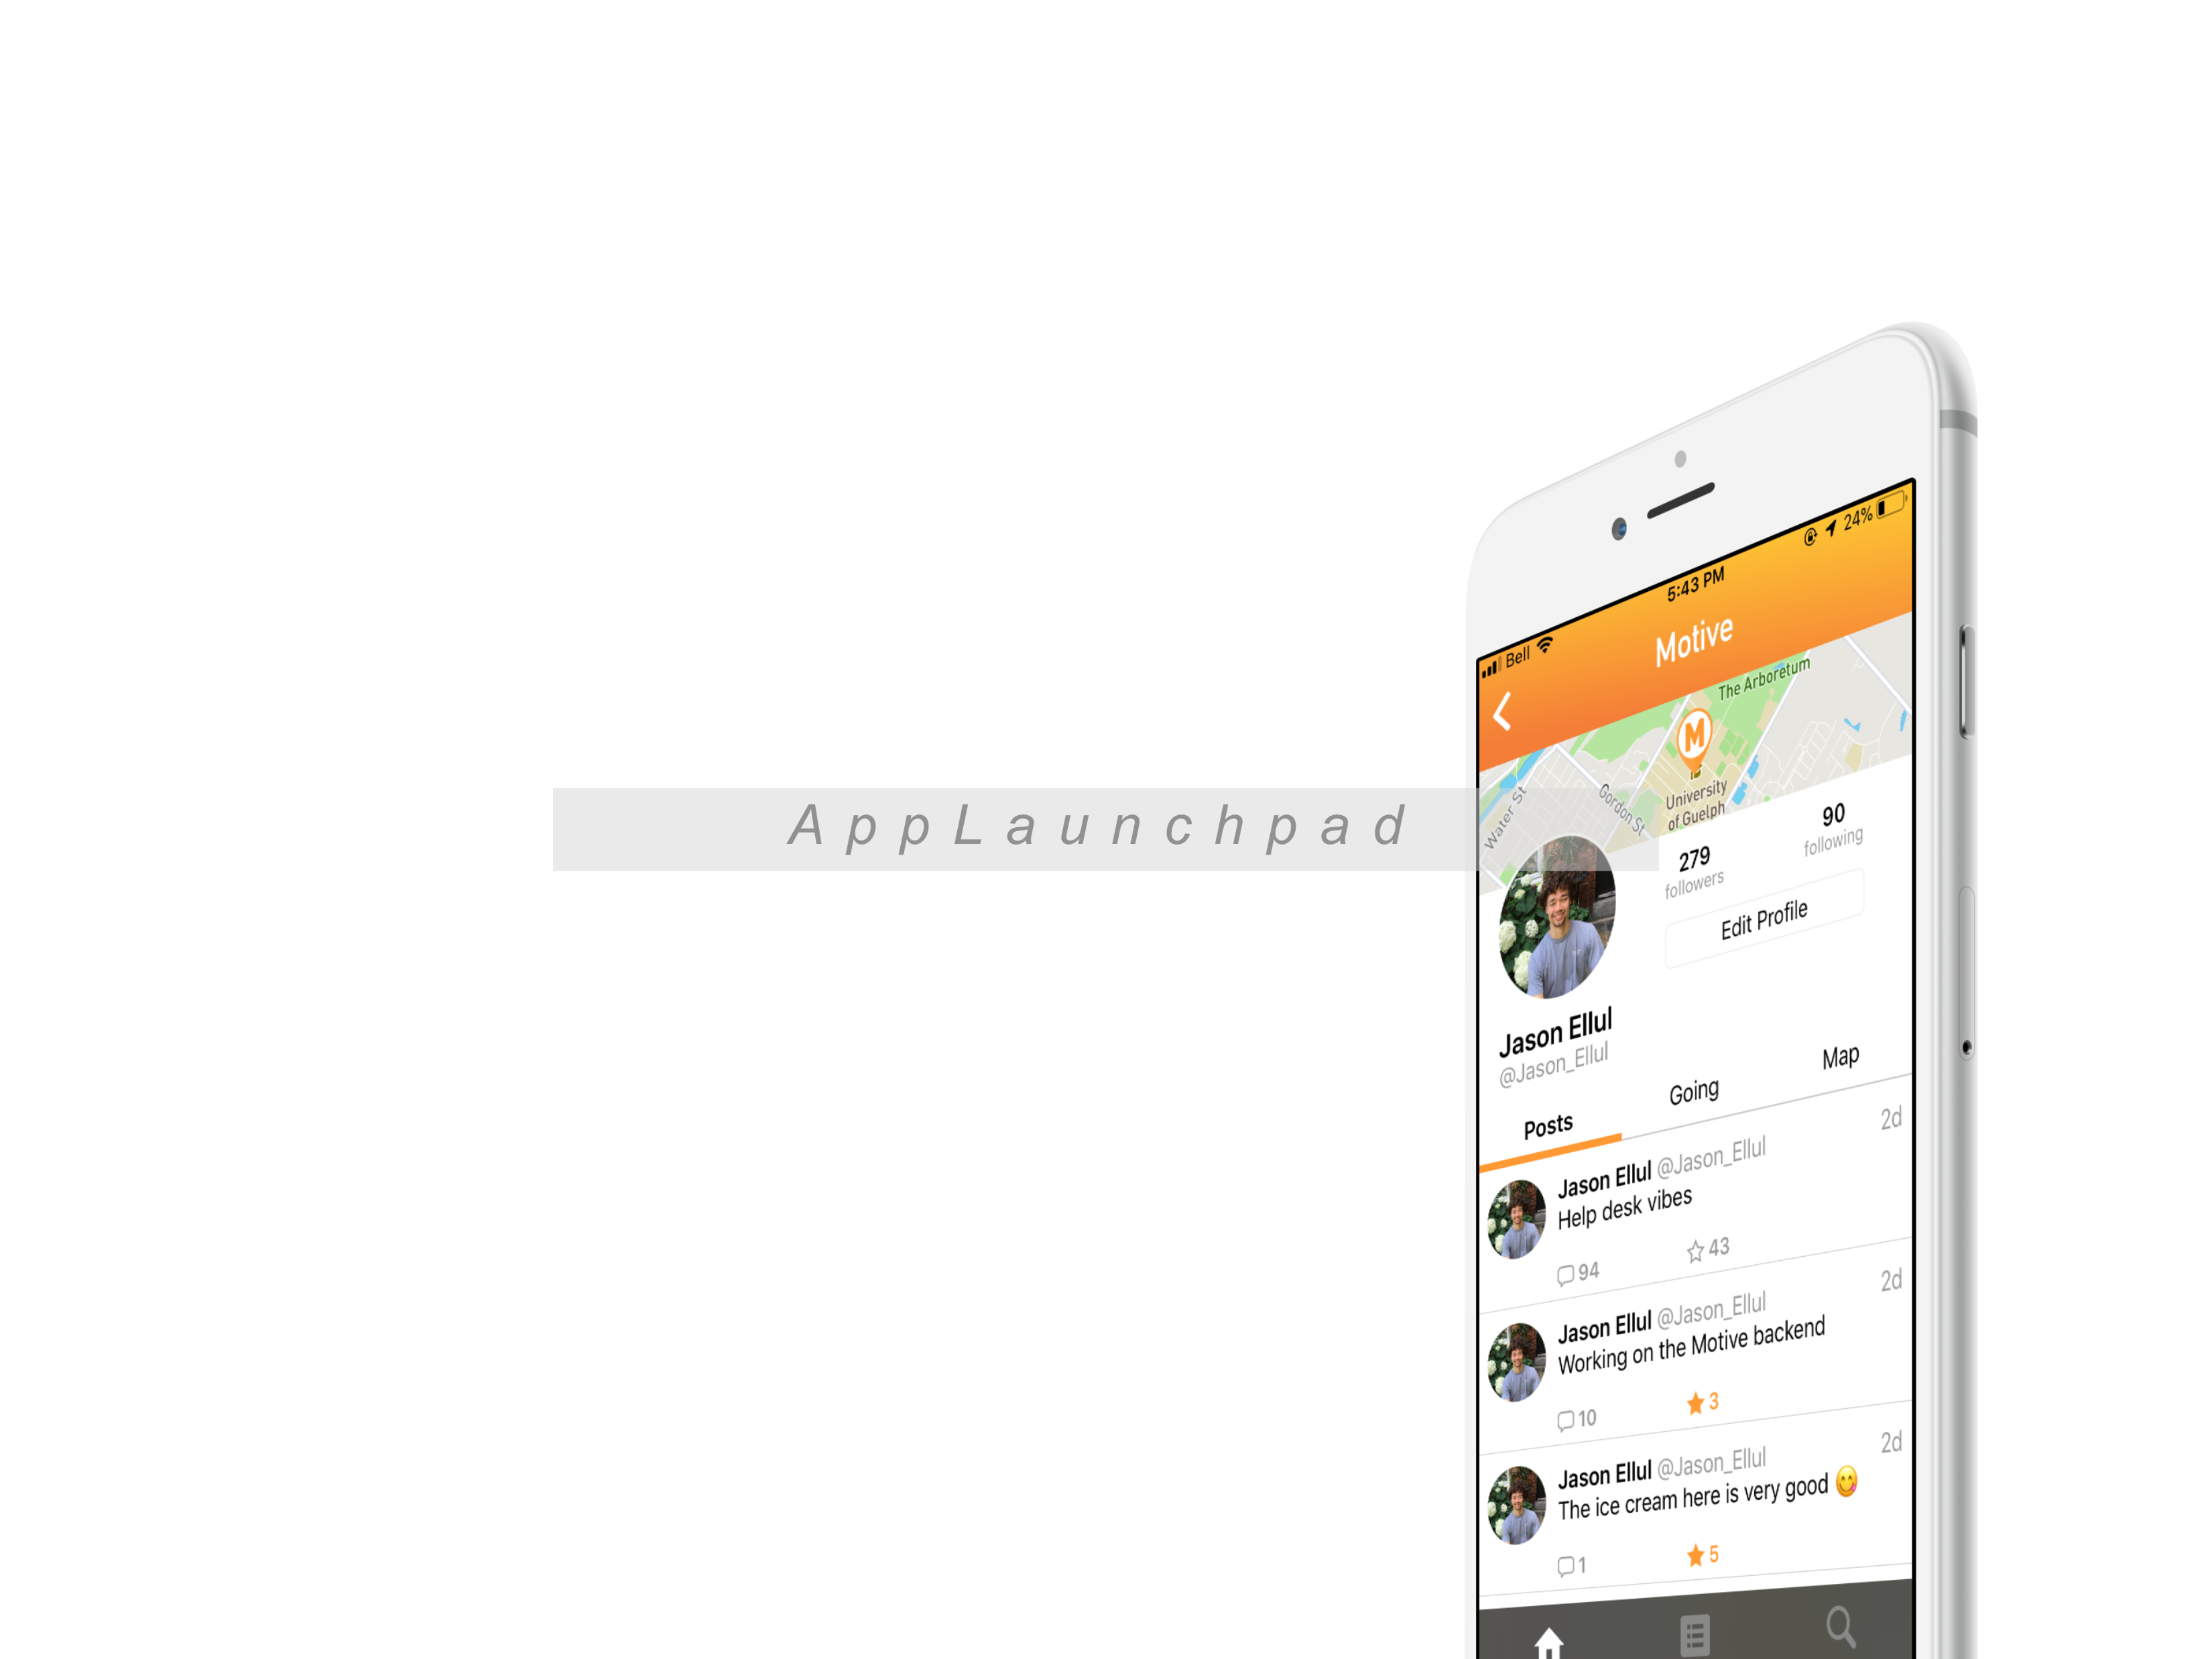 AppLaunchpad
Bell
5:43 PM
24%
Motive
The Arboretum
M
University
of Guelph
Gordon St
Water St
279
followers
90
following
Edit Profile
Jason Ellul
@Jason_Ellul
Posts
Going
Map
Jason Ellul @Jason_Ellul 2d
Help desk vibes
94 43
Jason Ellul @Jason_Ellul 2d
Working on the Motive backend
10 3
Jason Ellul @Jason_Ellul 2d
The ice cream here is very good 😋
1 5